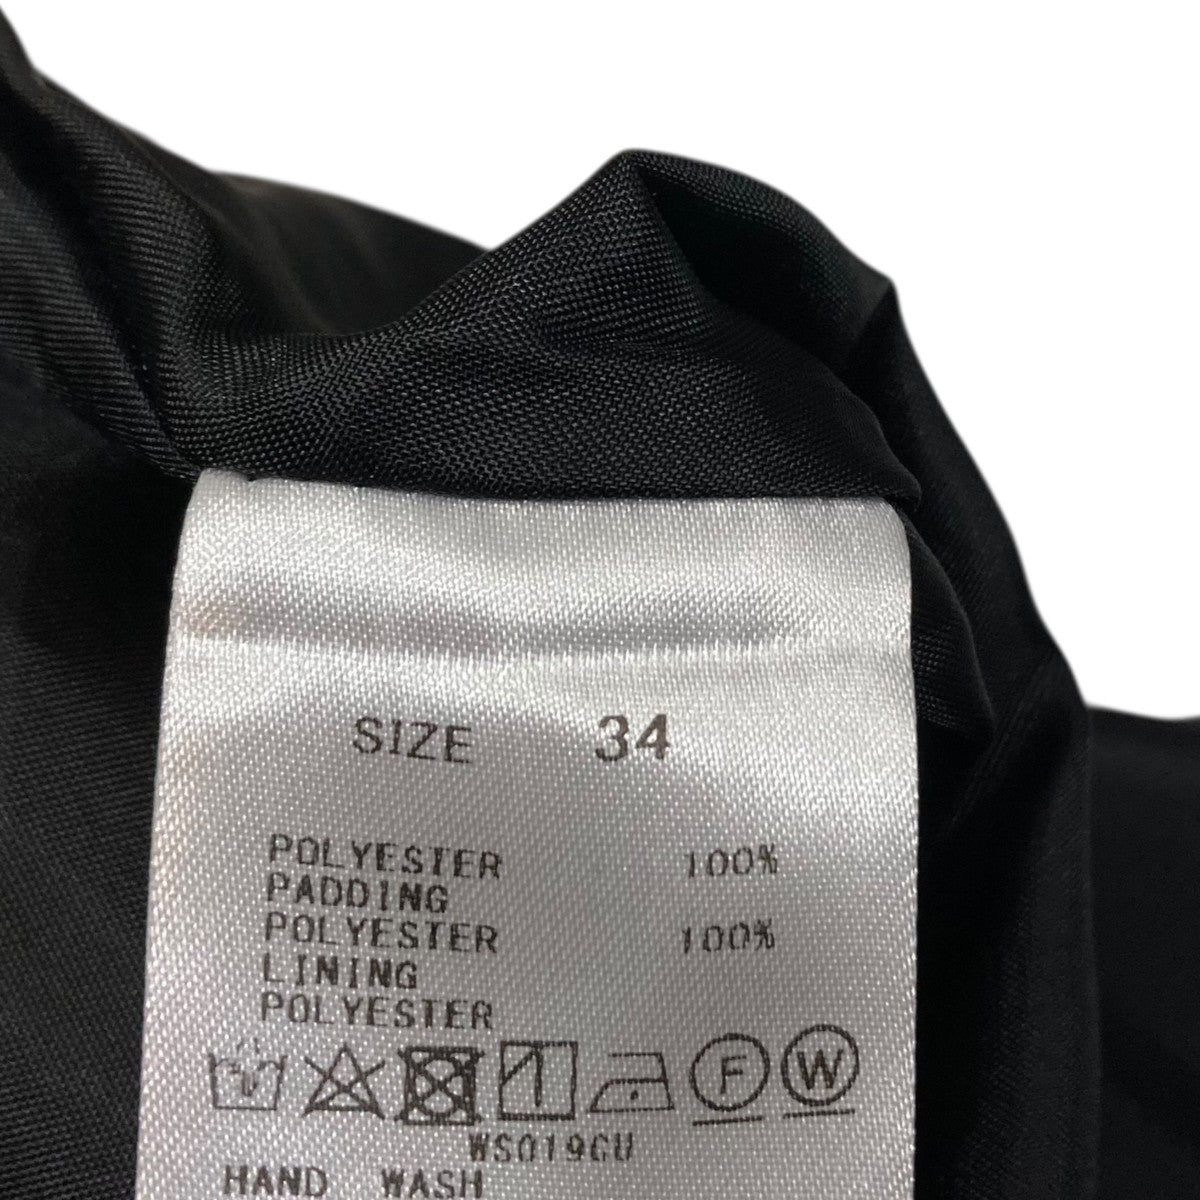 SIZE 34
POLYESTER 100%
PADDING
POLYESTER 100%
LINING
POLYESTER
F W
WS019GU
HAND WASH